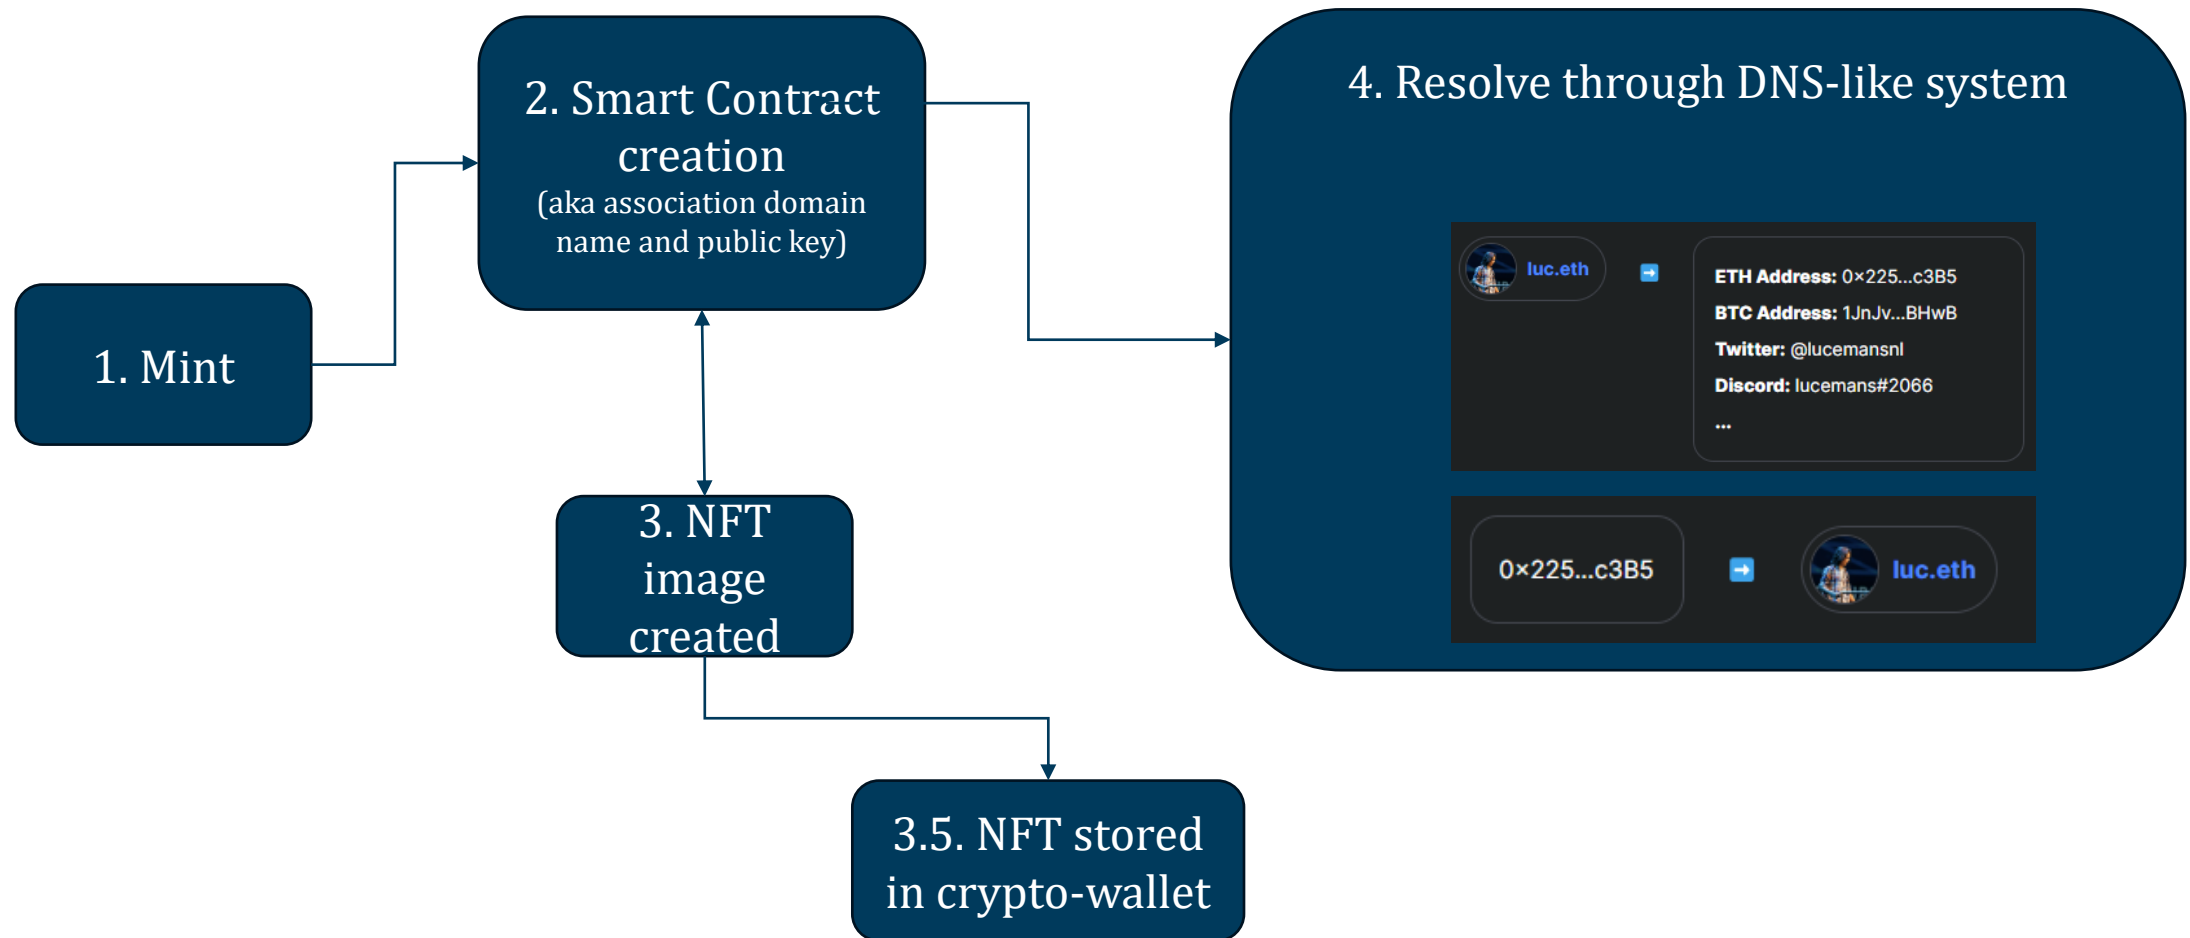 1. Mint
2. Smart Contract
creation
(aka association domain
name and public key)
3. NFT
image
created
3.5. NFT stored
in crypto-wallet
4. Resolve through DNS-like system
luc.eth
ETH Address: 0×225...c3B5
BTC Address: 1JnJv...BHwB
Twitter: @lucemansnl
Discord: lucemans#2066
...
0×225...c3B5
luc.eth